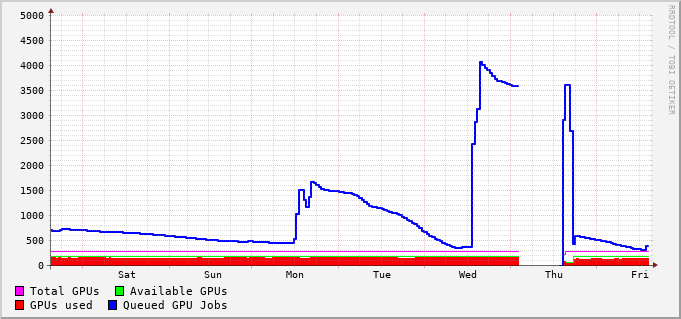 5000
4500
4000
3500
3000
2500
2000
1500
1000
500
0
Sat Sun Mon Tue Wed Thu Fri
Total GPUs Available GPUs
GPUs used Queued GPU Jobs
RRDTOOL / TOBI OETIKER